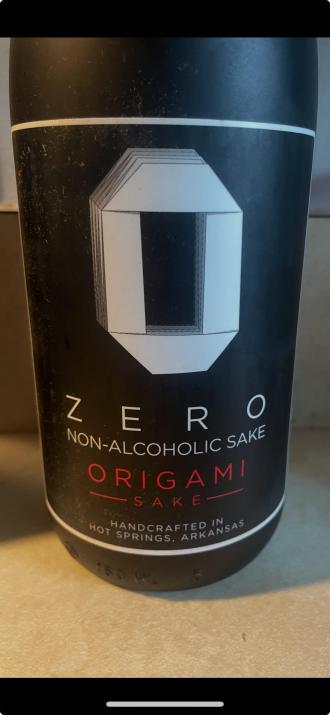 ZERO
NON-ALCOHOLIC SAKE
ORIGAMI
SAKE
HANDCRAFTED IN
HOT SPRINGS, ARKANSAS